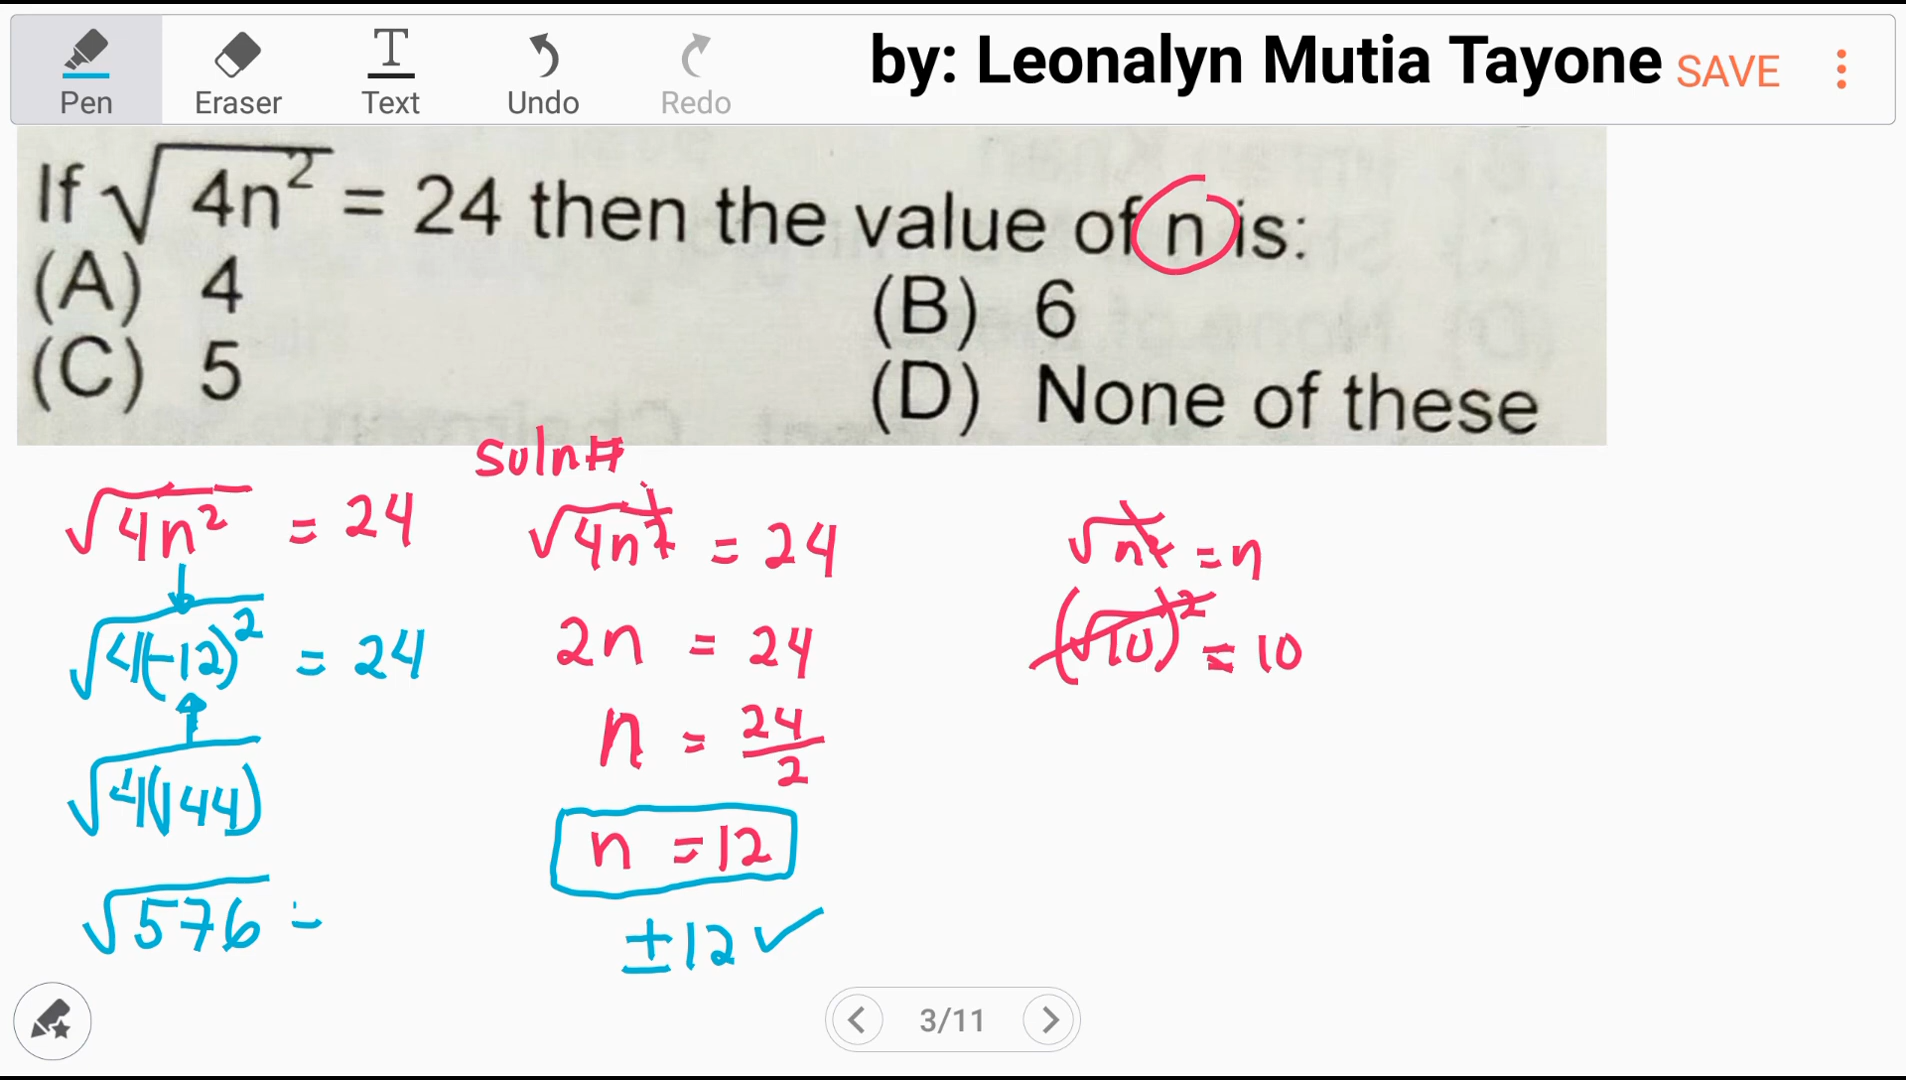 Pen Eraser Text Undo Redo by: Leonalyn Mutia Tayone SAVE
If √4n² = 24 then the value of n is:
(A) 4
(B) 6
(C) 5
(D) None of these
soln#
√4n² = 24
√4(-12)² = 24
√4(144)
√576 =
√4n² = 24
2n = 24
n = 24/2
n = 12
±12 ✓
√n² = n
(√10)² = 10
3/11